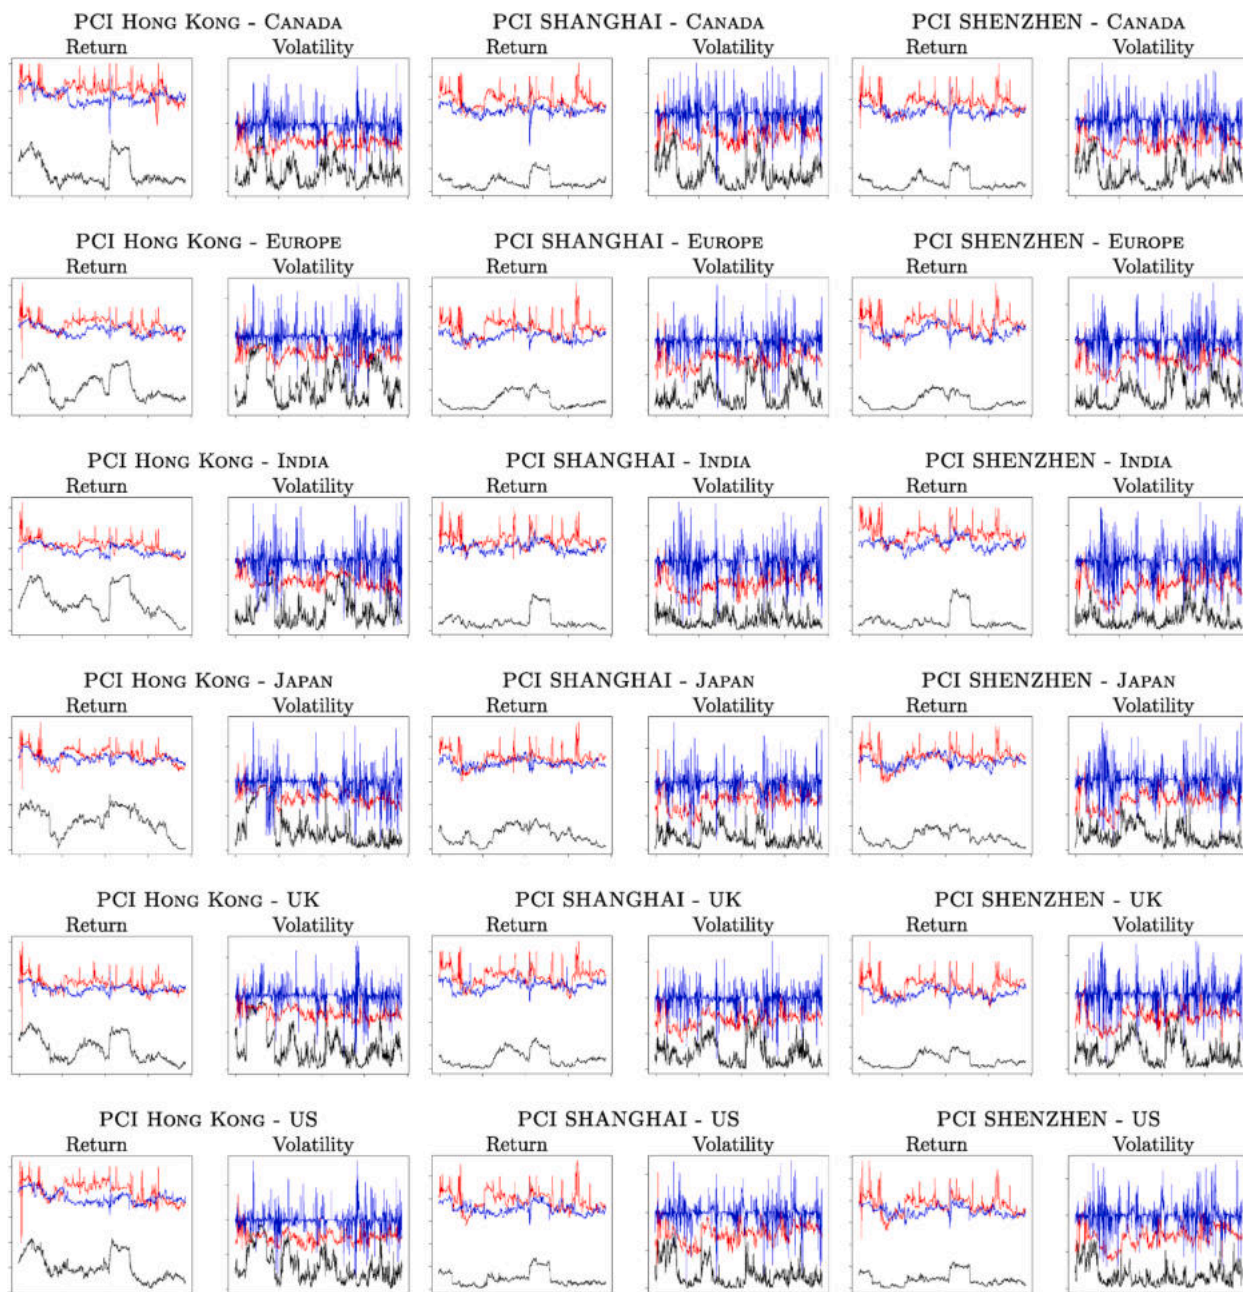 PCI HONG KONG - CANADA PCI SHANGHAI - CANADA PCI SHENZHEN - CANADA
Return Volatility Return Volatility Return Volatility
PCI HONG KONG - EUROPE PCI SHANGHAI - EUROPE PCI SHENZHEN - EUROPE
Return Volatility Return Volatility Return Volatility
PCI HONG KONG - INDIA PCI SHANGHAI - INDIA PCI SHENZHEN - INDIA
Return Volatility Return Volatility Return Volatility
PCI HONG KONG - JAPAN PCI SHANGHAI - JAPAN PCI SHENZHEN - JAPAN
Return Volatility Return Volatility Return Volatility
PCI HONG KONG - UK PCI SHANGHAI - UK PCI SHENZHEN - UK
Return Volatility Return Volatility Return Volatility
PCI HONG KONG - US PCI SHANGHAI - US PCI SHENZHEN - US
Return Volatility Return Volatility Return Volatility